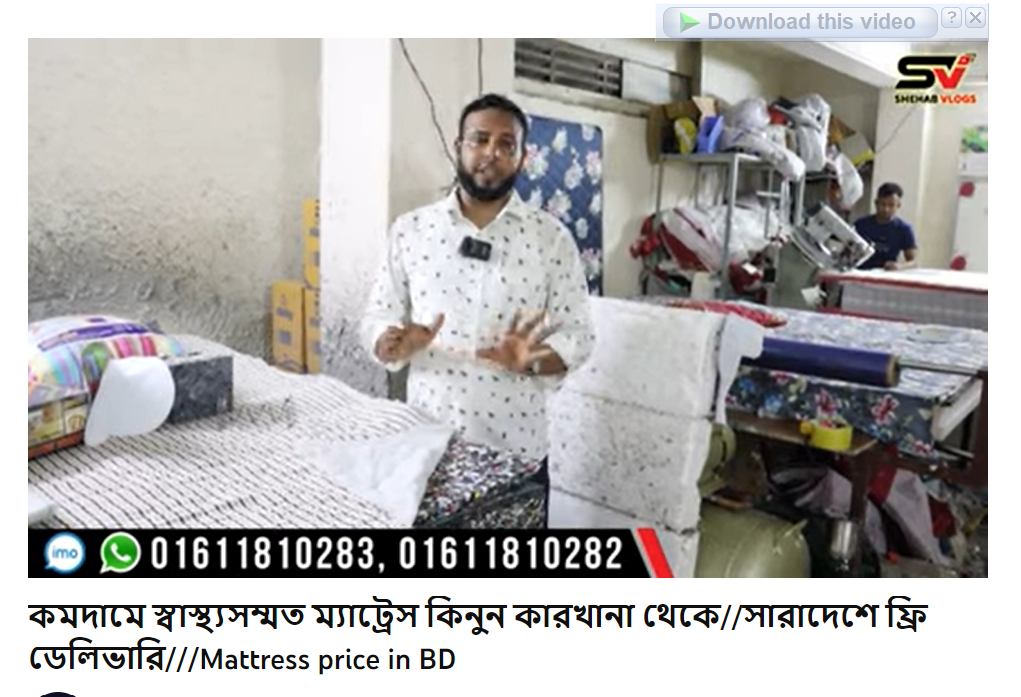 Download this video ? X
SV
SHEHAB VLOGS
imo 01611810283, 01611810282
কমদামে স্বাস্থ্যসম্মত ম্যাট্রেস কিনুন কারখানা থেকে//সারাদেশে ফ্রি
ডেলিভারি///Mattress price in BD